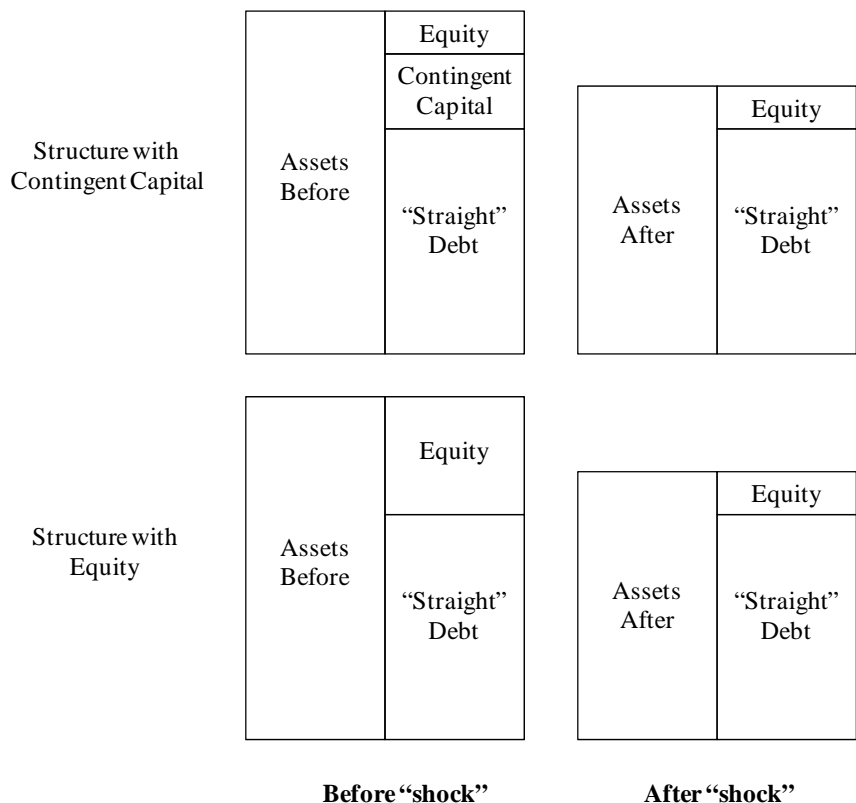 Structure with
Contingent Capital
Assets
Before
Equity
Contingent
Capital
“Straight”
Debt
Assets
After
Equity
“Straight”
Debt
Structure with
Equity
Assets
Before
Equity
“Straight”
Debt
Assets
After
Equity
“Straight”
Debt
Before “shock”
After “shock”